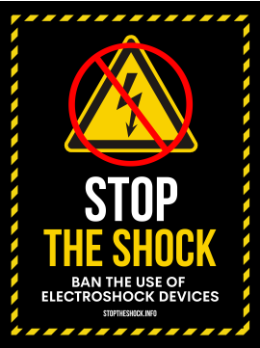 STOP
THE SHOCK
BAN THE USE OF
ELECTROSHOCK DEVICES
STOPTHESHOCK.INFO